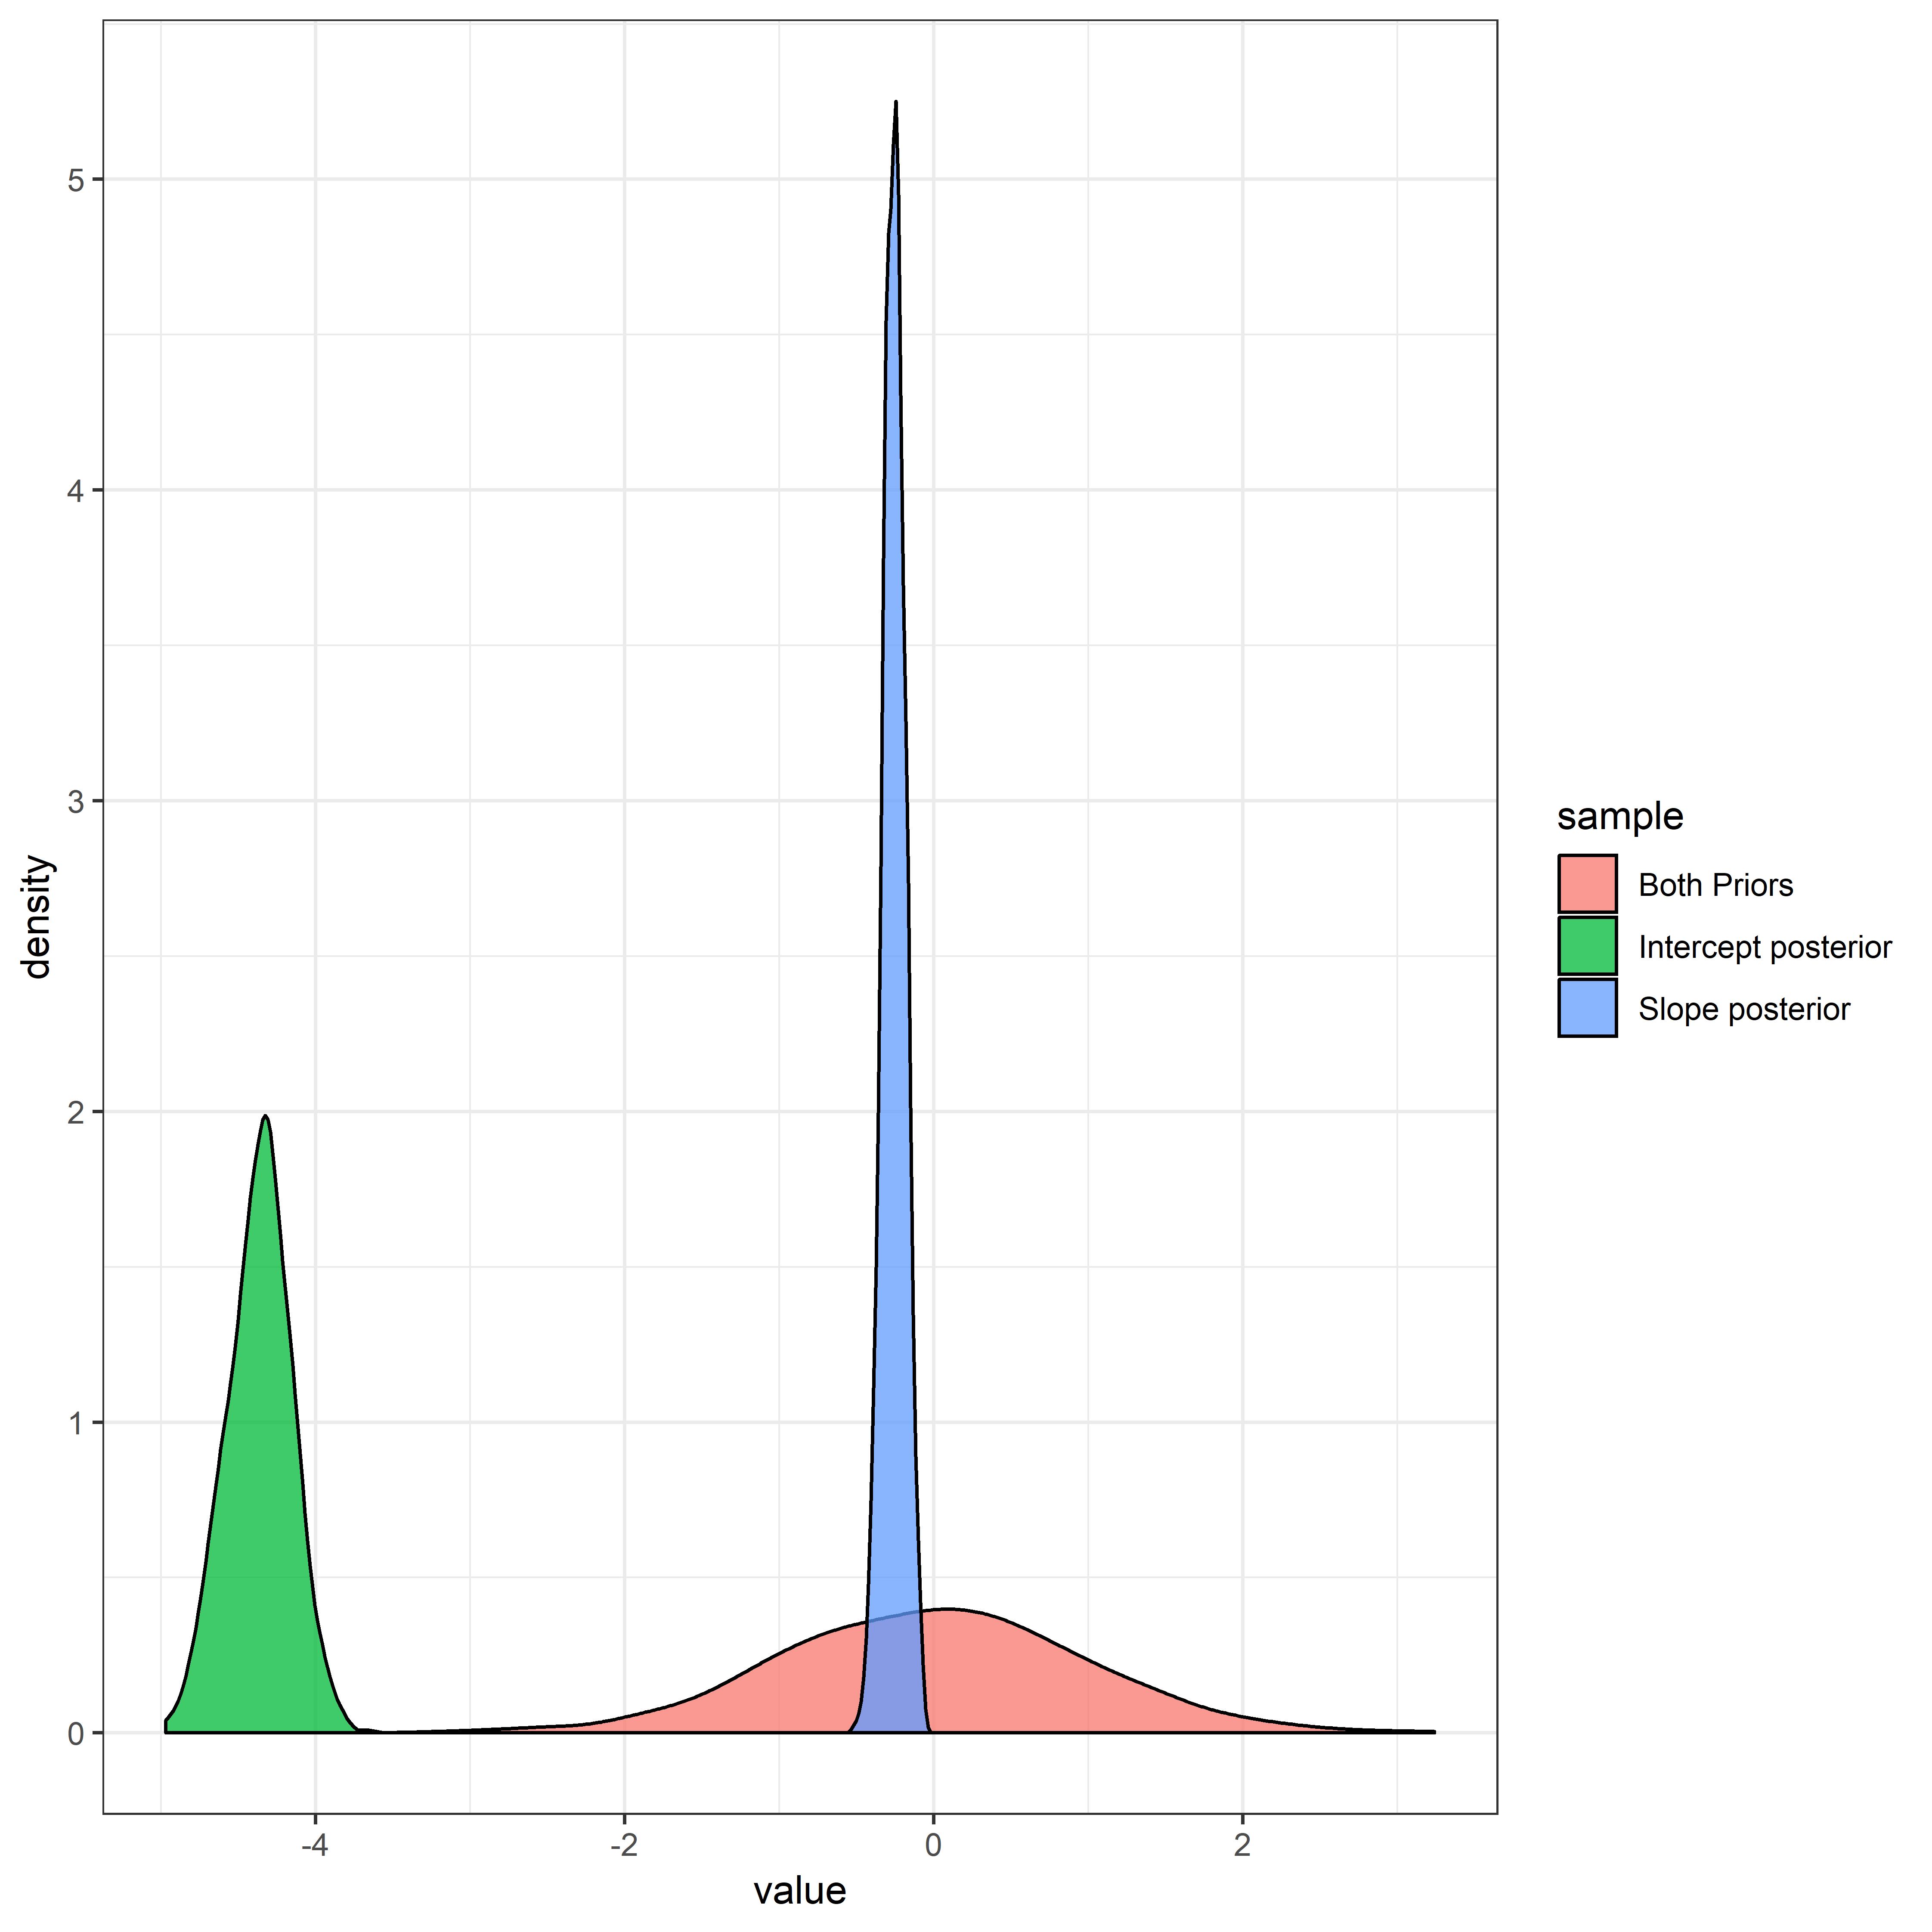 5
4
3
2
1
0
density
-4
-2
0
2
value
sample
Both Priors
Intercept posterior
Slope posterior